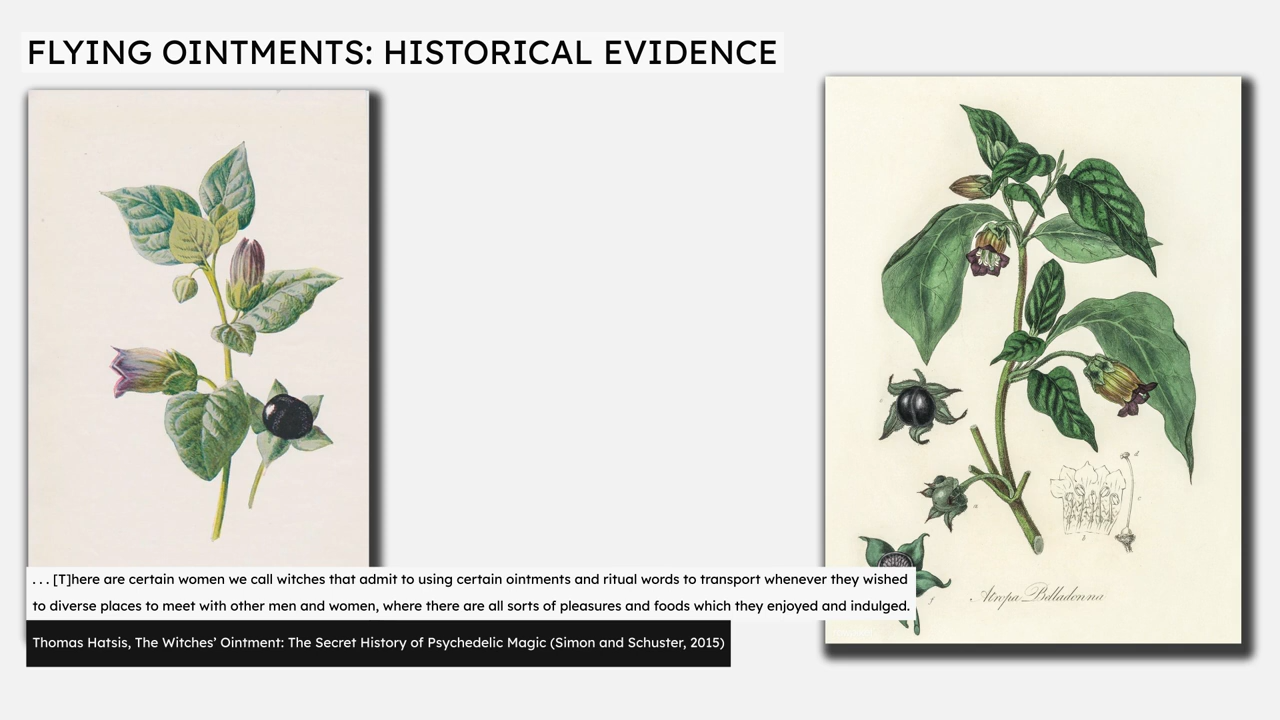 FLYING OINTMENTS: HISTORICAL EVIDENCE
. . . [T]here are certain women we call witches that admit to using certain ointments and ritual words to transport whenever they wished
to diverse places to meet with other men and women, where there are all sorts of pleasures and foods which they enjoyed and indulged.
Thomas Hatsis, The Witches’ Ointment: The Secret History of Psychedelic Magic (Simon and Schuster, 2015)
Atropa Belladonna